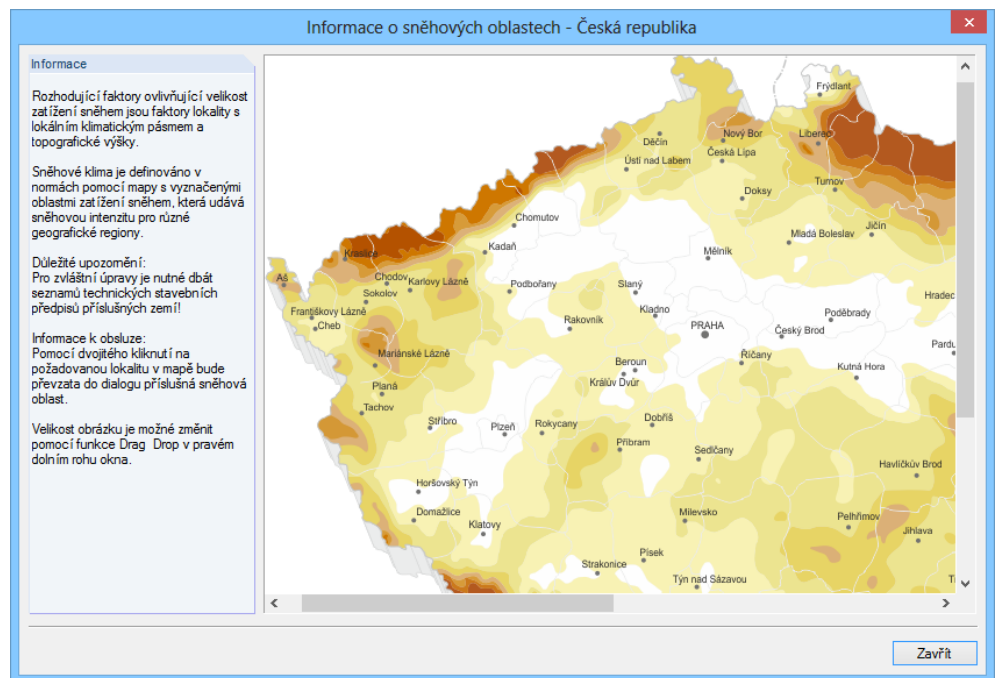 Informace o sněhových oblastech - Česká republika
Informace
Rozhodující faktory ovlivňující velikost
zatížení sněhem jsou faktory lokality s
lokálním klimatickým pásmem a
topografické výšky.
Sněhové klima je definováno v
normách pomocí mapy s vyznačenými
oblastmi zatížení sněhem, která udává
sněhovou intenzitu pro různé
geografické regiony.
Důležité upozornění:
Pro zvláštní úpravy je nutné dbát
seznamů technických stavebních
předpisů příslušných zemí!
Informace k obsluze:
Pomocí dvojitého kliknutí na
požadovanou lokalitu v mapě bude
převzata do dialogu příslušná sněhová
oblast.
Velikost obrázku je možné změnit
pomocí funkce Drag Drop v pravém
dolním rohu okna.
Frýdlant
Děčín
Nový Bor
Liberec
Ústí nad Labem
Česká Lípa
Turnov
Doksy
Chomutov
Jičín
Mladá Boleslav
Kadaň
Mělník
Kraslice
Aš
Chodov
Karlovy Lázně
Podbořany
Slaný
Sokolov
Hradec
Františkovy Lázně
Kladno
Poděbrady
Cheb
Rakovník
PRAHA
Český Brod
Pardu
Mariánské Lázně
Beroun
Říčany
Kutná Hora
Králův Dvůr
Planá
Tachov
Stříbro
Plzeň
Rokycany
Dobříš
Příbram
Sedlčany
Havlíčkův Brod
Horšovský Týn
Domažlice
Klatovy
Milevsko
Pelhřimov
Jihlava
Písek
Strakonice
Týn nad Sázavou
Zavřít